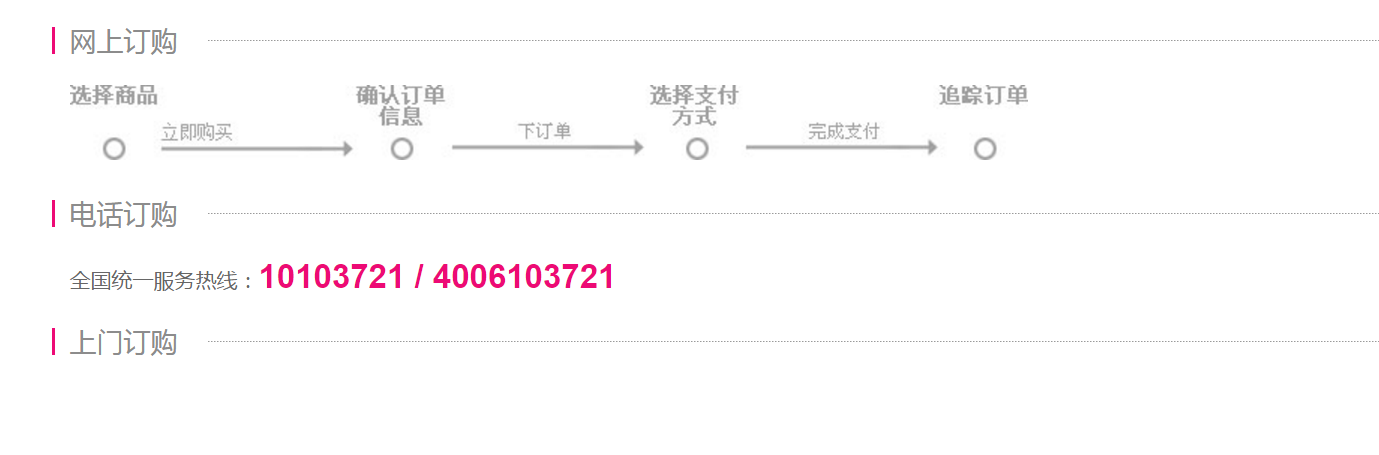 网上订购
选择商品
立即购买
确认订单
信息
下订单
选择支付
方式
完成支付
追踪订单
电话订购
全国统一服务热线：10103721 / 4006103721
上门订购